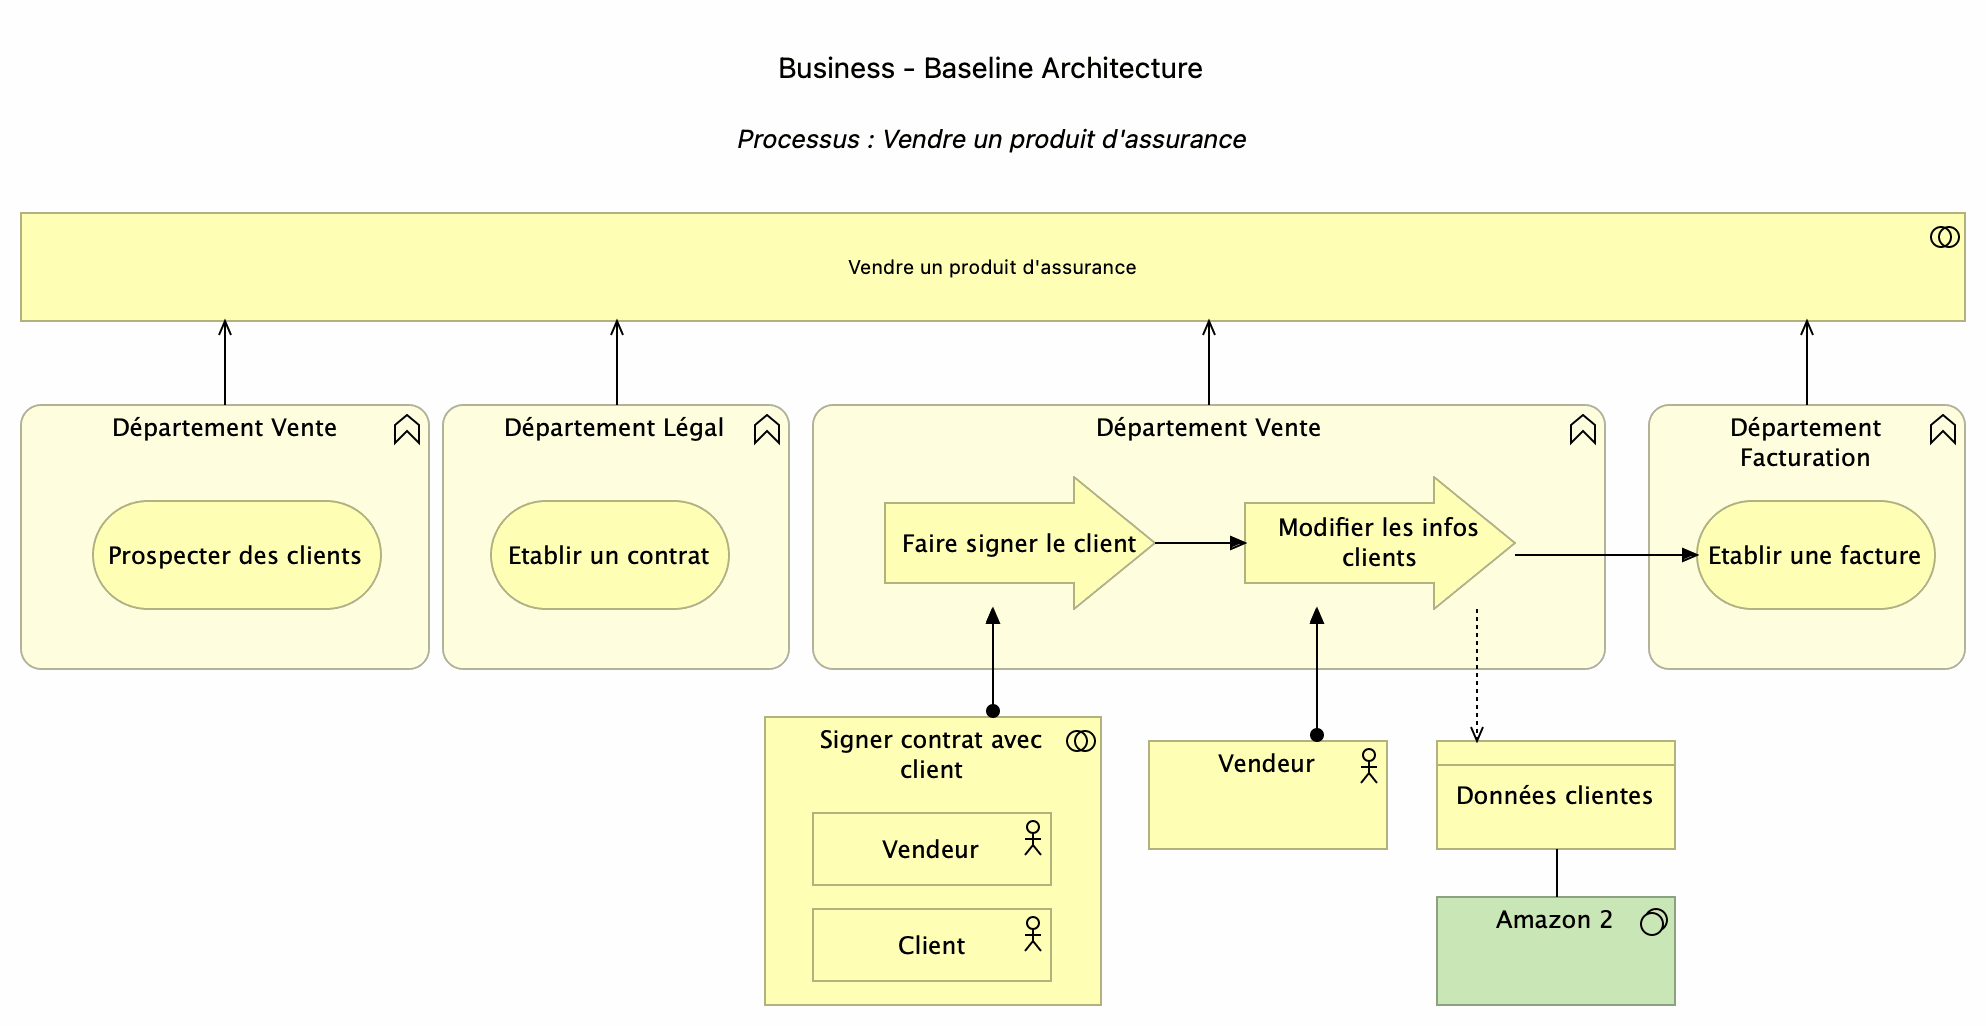 Business - Baseline Architecture
Processus : Vendre un produit d'assurance
Vendre un produit d'assurance
Département Vente
Prospecter des clients
Département Légal
Etablir un contrat
Département Vente
Faire signer le client
Modifier les infos
clients
Département
Facturation
Etablir une facture
Signer contrat avec
client
Vendeur
Client
Vendeur
Données clientes
Amazon 2